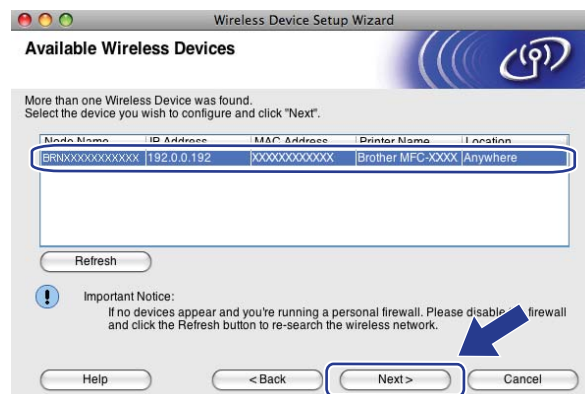 Wireless Device Setup Wizard
Available Wireless Devices
More than one Wireless Device was found.
Select the device you wish to configure and click "Next".
Node Name IP Address MAC Address Printer Name Location
BRNXXXXXXXXXXX 192.0.0.192 XXXXXXXXXXXX Brother MFC-XXXX Anywhere
Refresh
Important Notice:
If no devices appear and you're running a personal firewall. Please disable firewall
and click the Refresh button to re-search the wireless network.
Help < Back Next > Cancel